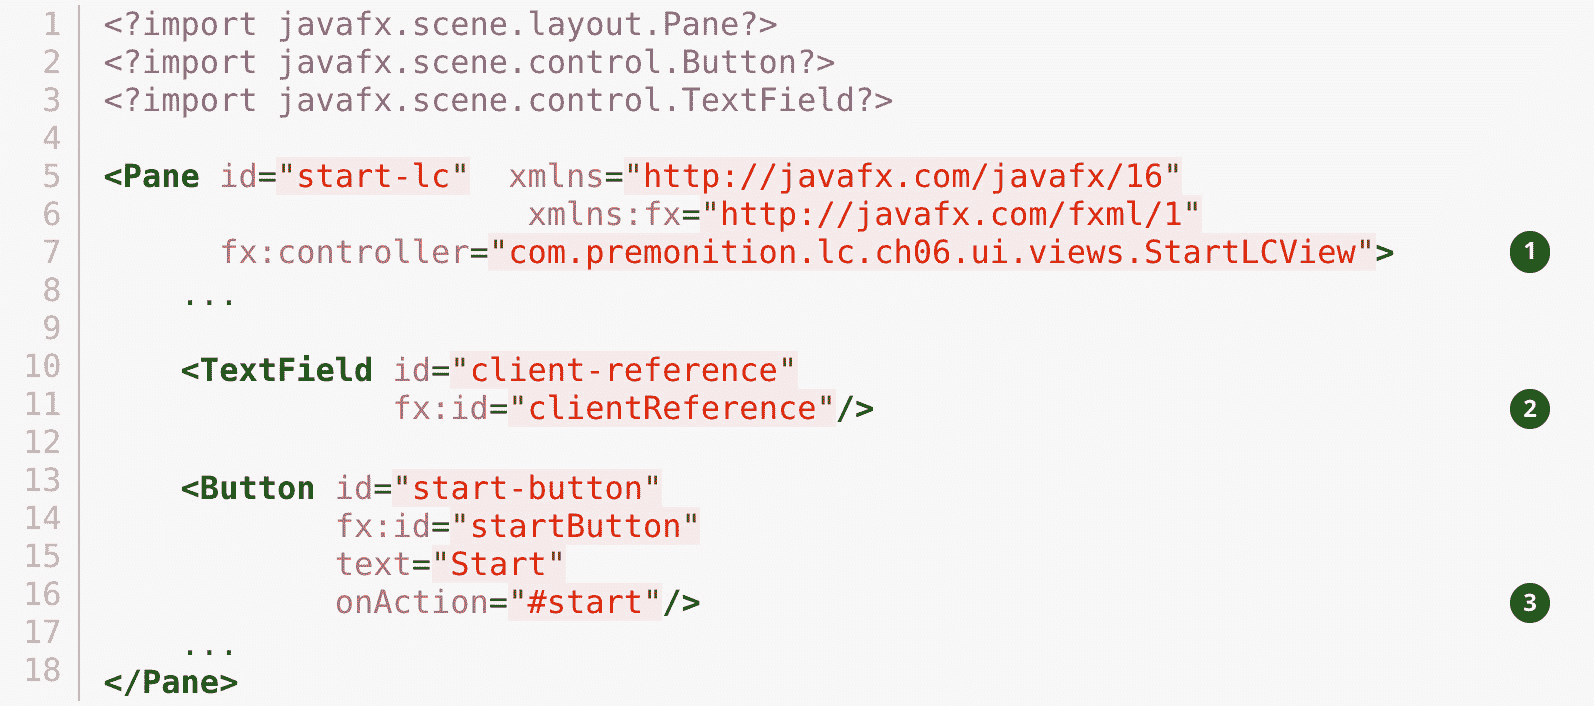 1 <?import javafx.scene.layout.Pane?>
2 <?import javafx.scene.control.Button?>
3 <?import javafx.scene.control.TextField?>
4
5 <Pane id="start-lc"  xmlns="http://javafx.com/javafx/16"
6                       xmlns:fx="http://javafx.com/fxml/1"
7       fx:controller="com.premonition.lc.ch06.ui.views.StartLCView"> 1
8     ...
9
10     <TextField id="client-reference"
11                fx:id="clientReference"/> 2
12
13     <Button id="start-button"
14             fx:id="startButton"
15             text="Start"
16             onAction="#start"/> 3
17     ...
18 </Pane>